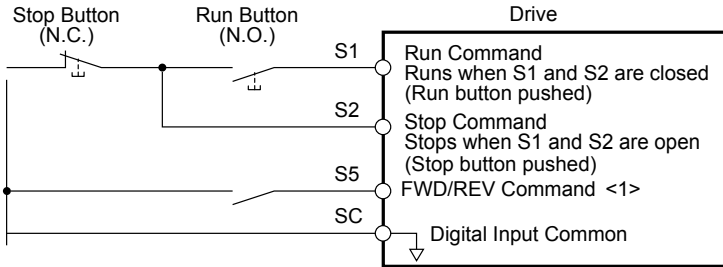 Stop Button
(N.C.)
Run Button
(N.O.)
Drive
S1
Run Command
Runs when S1 and S2 are closed
(Run button pushed)
S2
Stop Command
Stops when S1 and S2 are open
(Stop button pushed)
S5
FWD/REV Command <1>
SC
Digital Input Common